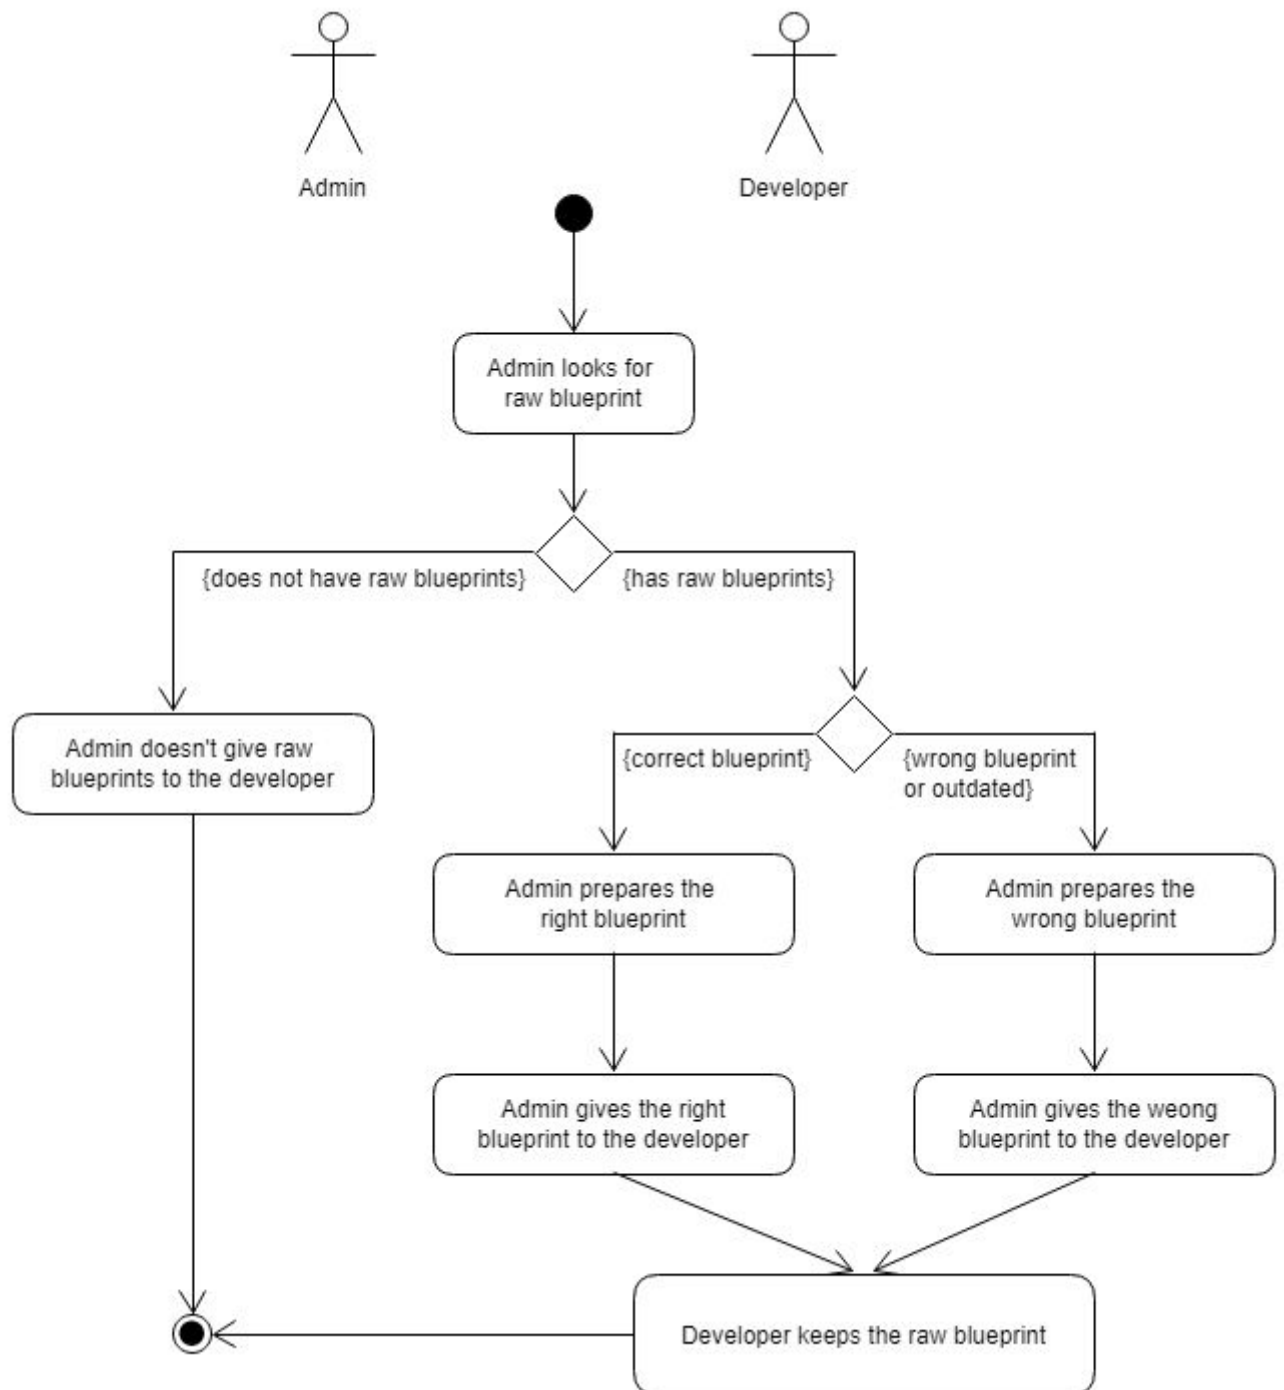 Admin
Developer
Admin looks for
raw blueprint
{does not have raw blueprints}
{has raw blueprints}
Admin doesn't give raw
blueprints to the developer
{correct blueprint}
{wrong blueprint
or outdated}
Admin prepares the
right blueprint
Admin prepares the
wrong blueprint
Admin gives the right
blueprint to the developer
Admin gives the weong
blueprint to the developer
Developer keeps the raw blueprint